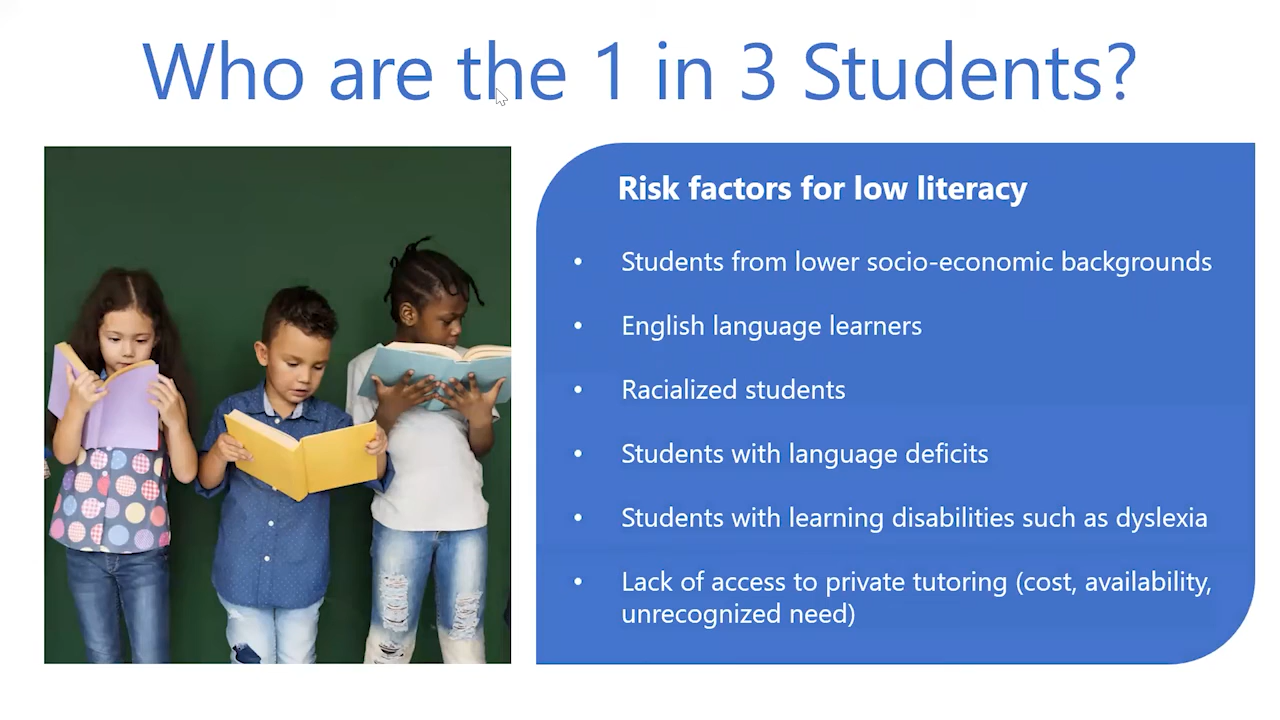 Who are the 1 in 3 Students?
Risk factors for low literacy
• Students from lower socio-economic backgrounds
• English language learners
• Racialized students
• Students with language deficits
• Students with learning disabilities such as dyslexia
• Lack of access to private tutoring (cost, availability,
unrecognized need)